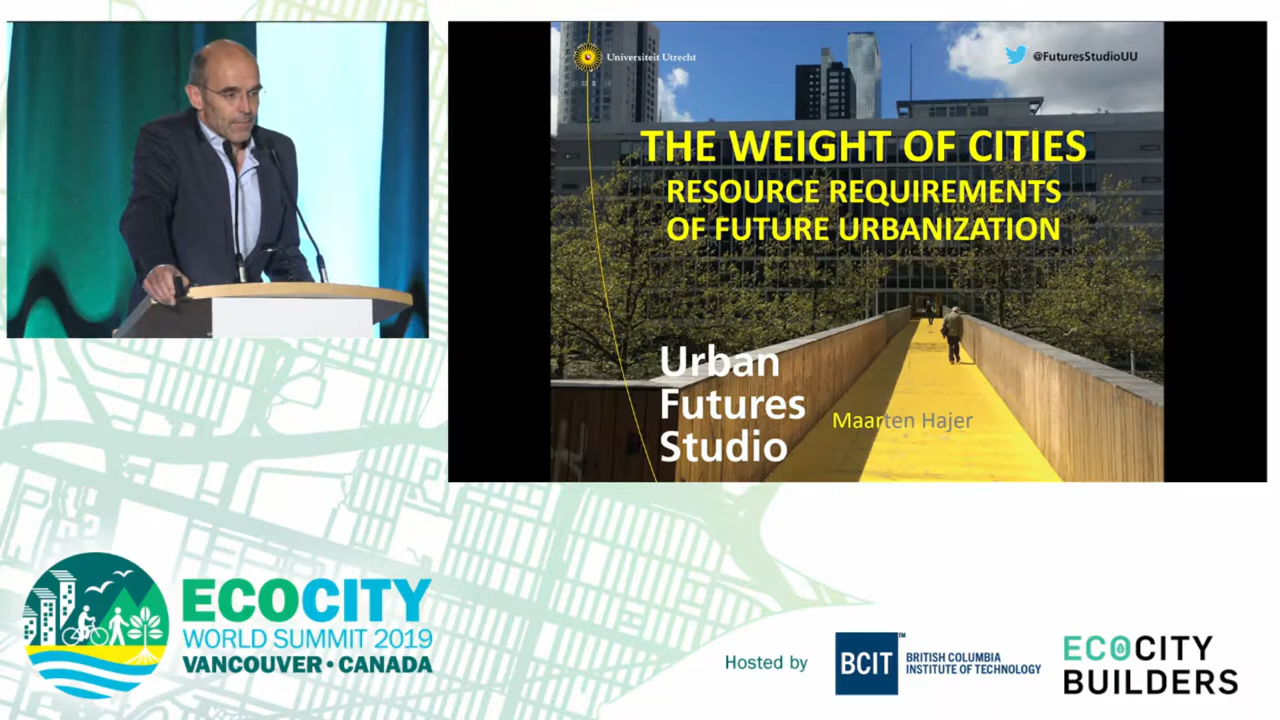 Universiteit Utrecht
@FuturesStudioUU
THE WEIGHT OF CITIES
RESOURCE REQUIREMENTS
OF FUTURE URBANIZATION
Urban
Futures
Studio
Maarten Hajer
ECOCITY
WORLD SUMMIT 2019
VANCOUVER • CANADA
Hosted by
BCIT™
BRITISH COLUMBIA
INSTITUTE OF TECHNOLOGY
ECOCITY
BUILDERS